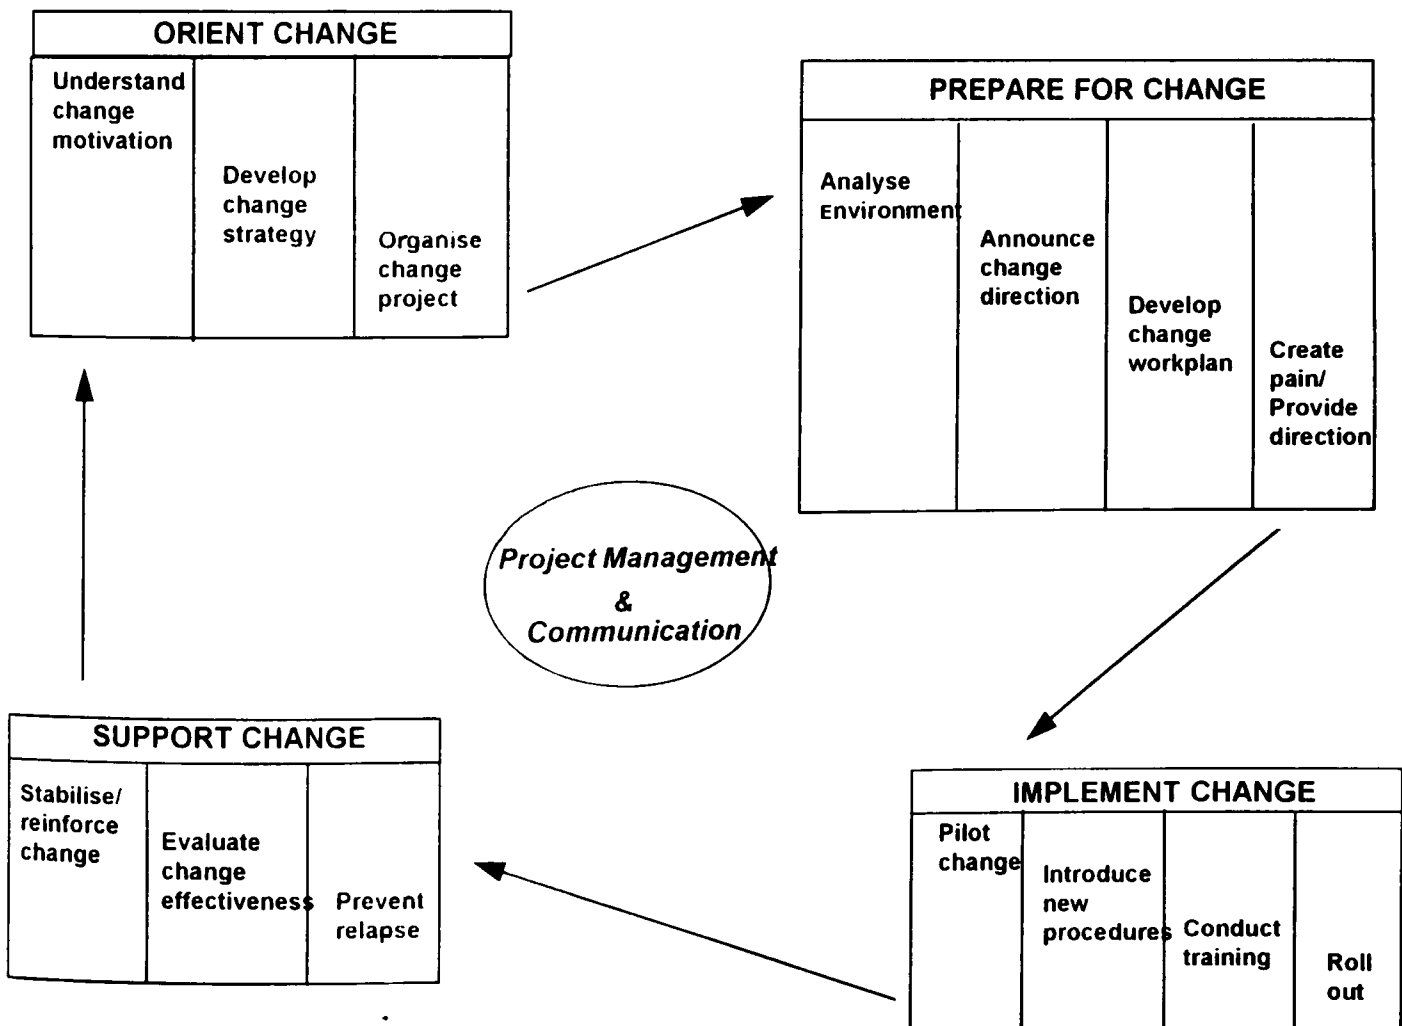 ORIENT CHANGE
Understand
change
motivation
Develop
change
strategy
Organise
change
project
PREPARE FOR CHANGE
Analyse
Environment
Announce
change
direction
Develop
change
workplan
Create
pain/
Provide
direction
Project Management
&
Communication
SUPPORT CHANGE
Stabilise/
reinforce
change
Evaluate
change
effectiveness
Prevent
relapse
IMPLEMENT CHANGE
Pilot
change
Introduce
new
procedures
Conduct
training
Roll
out